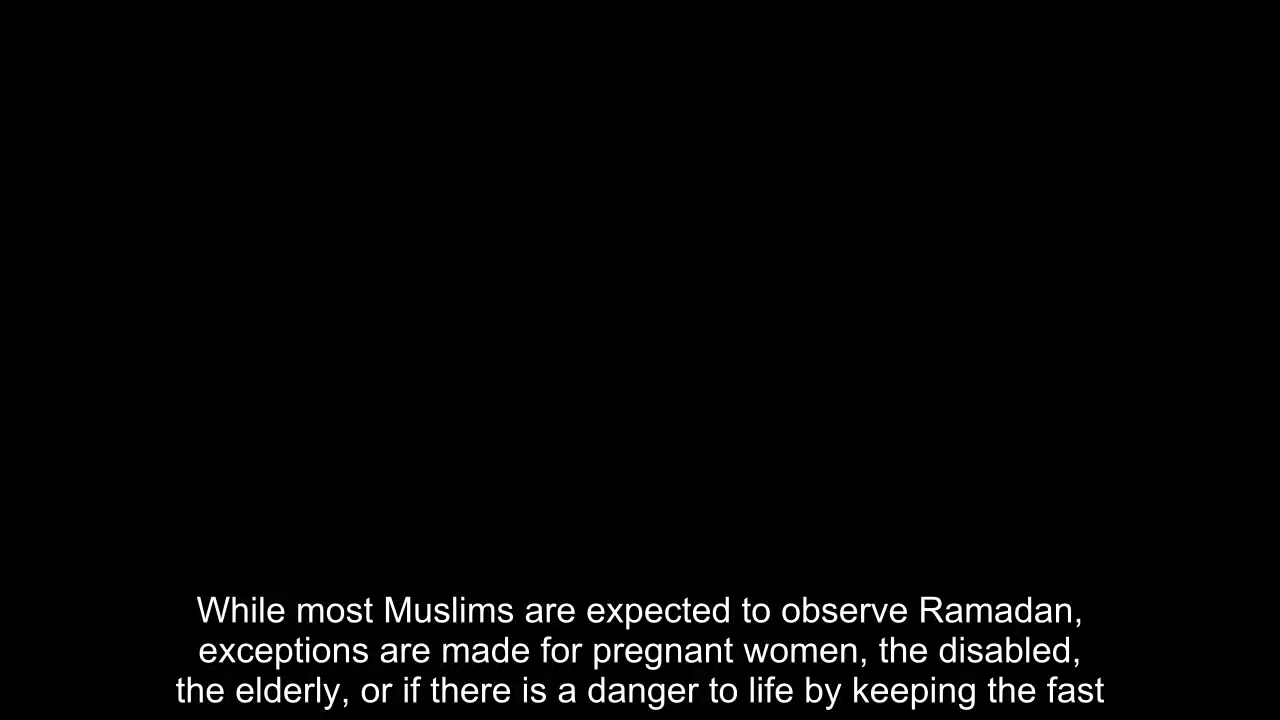 While most Muslims are expected to observe Ramadan,
exceptions are made for pregnant women, the disabled,
the elderly, or if there is a danger to life by keeping the fast